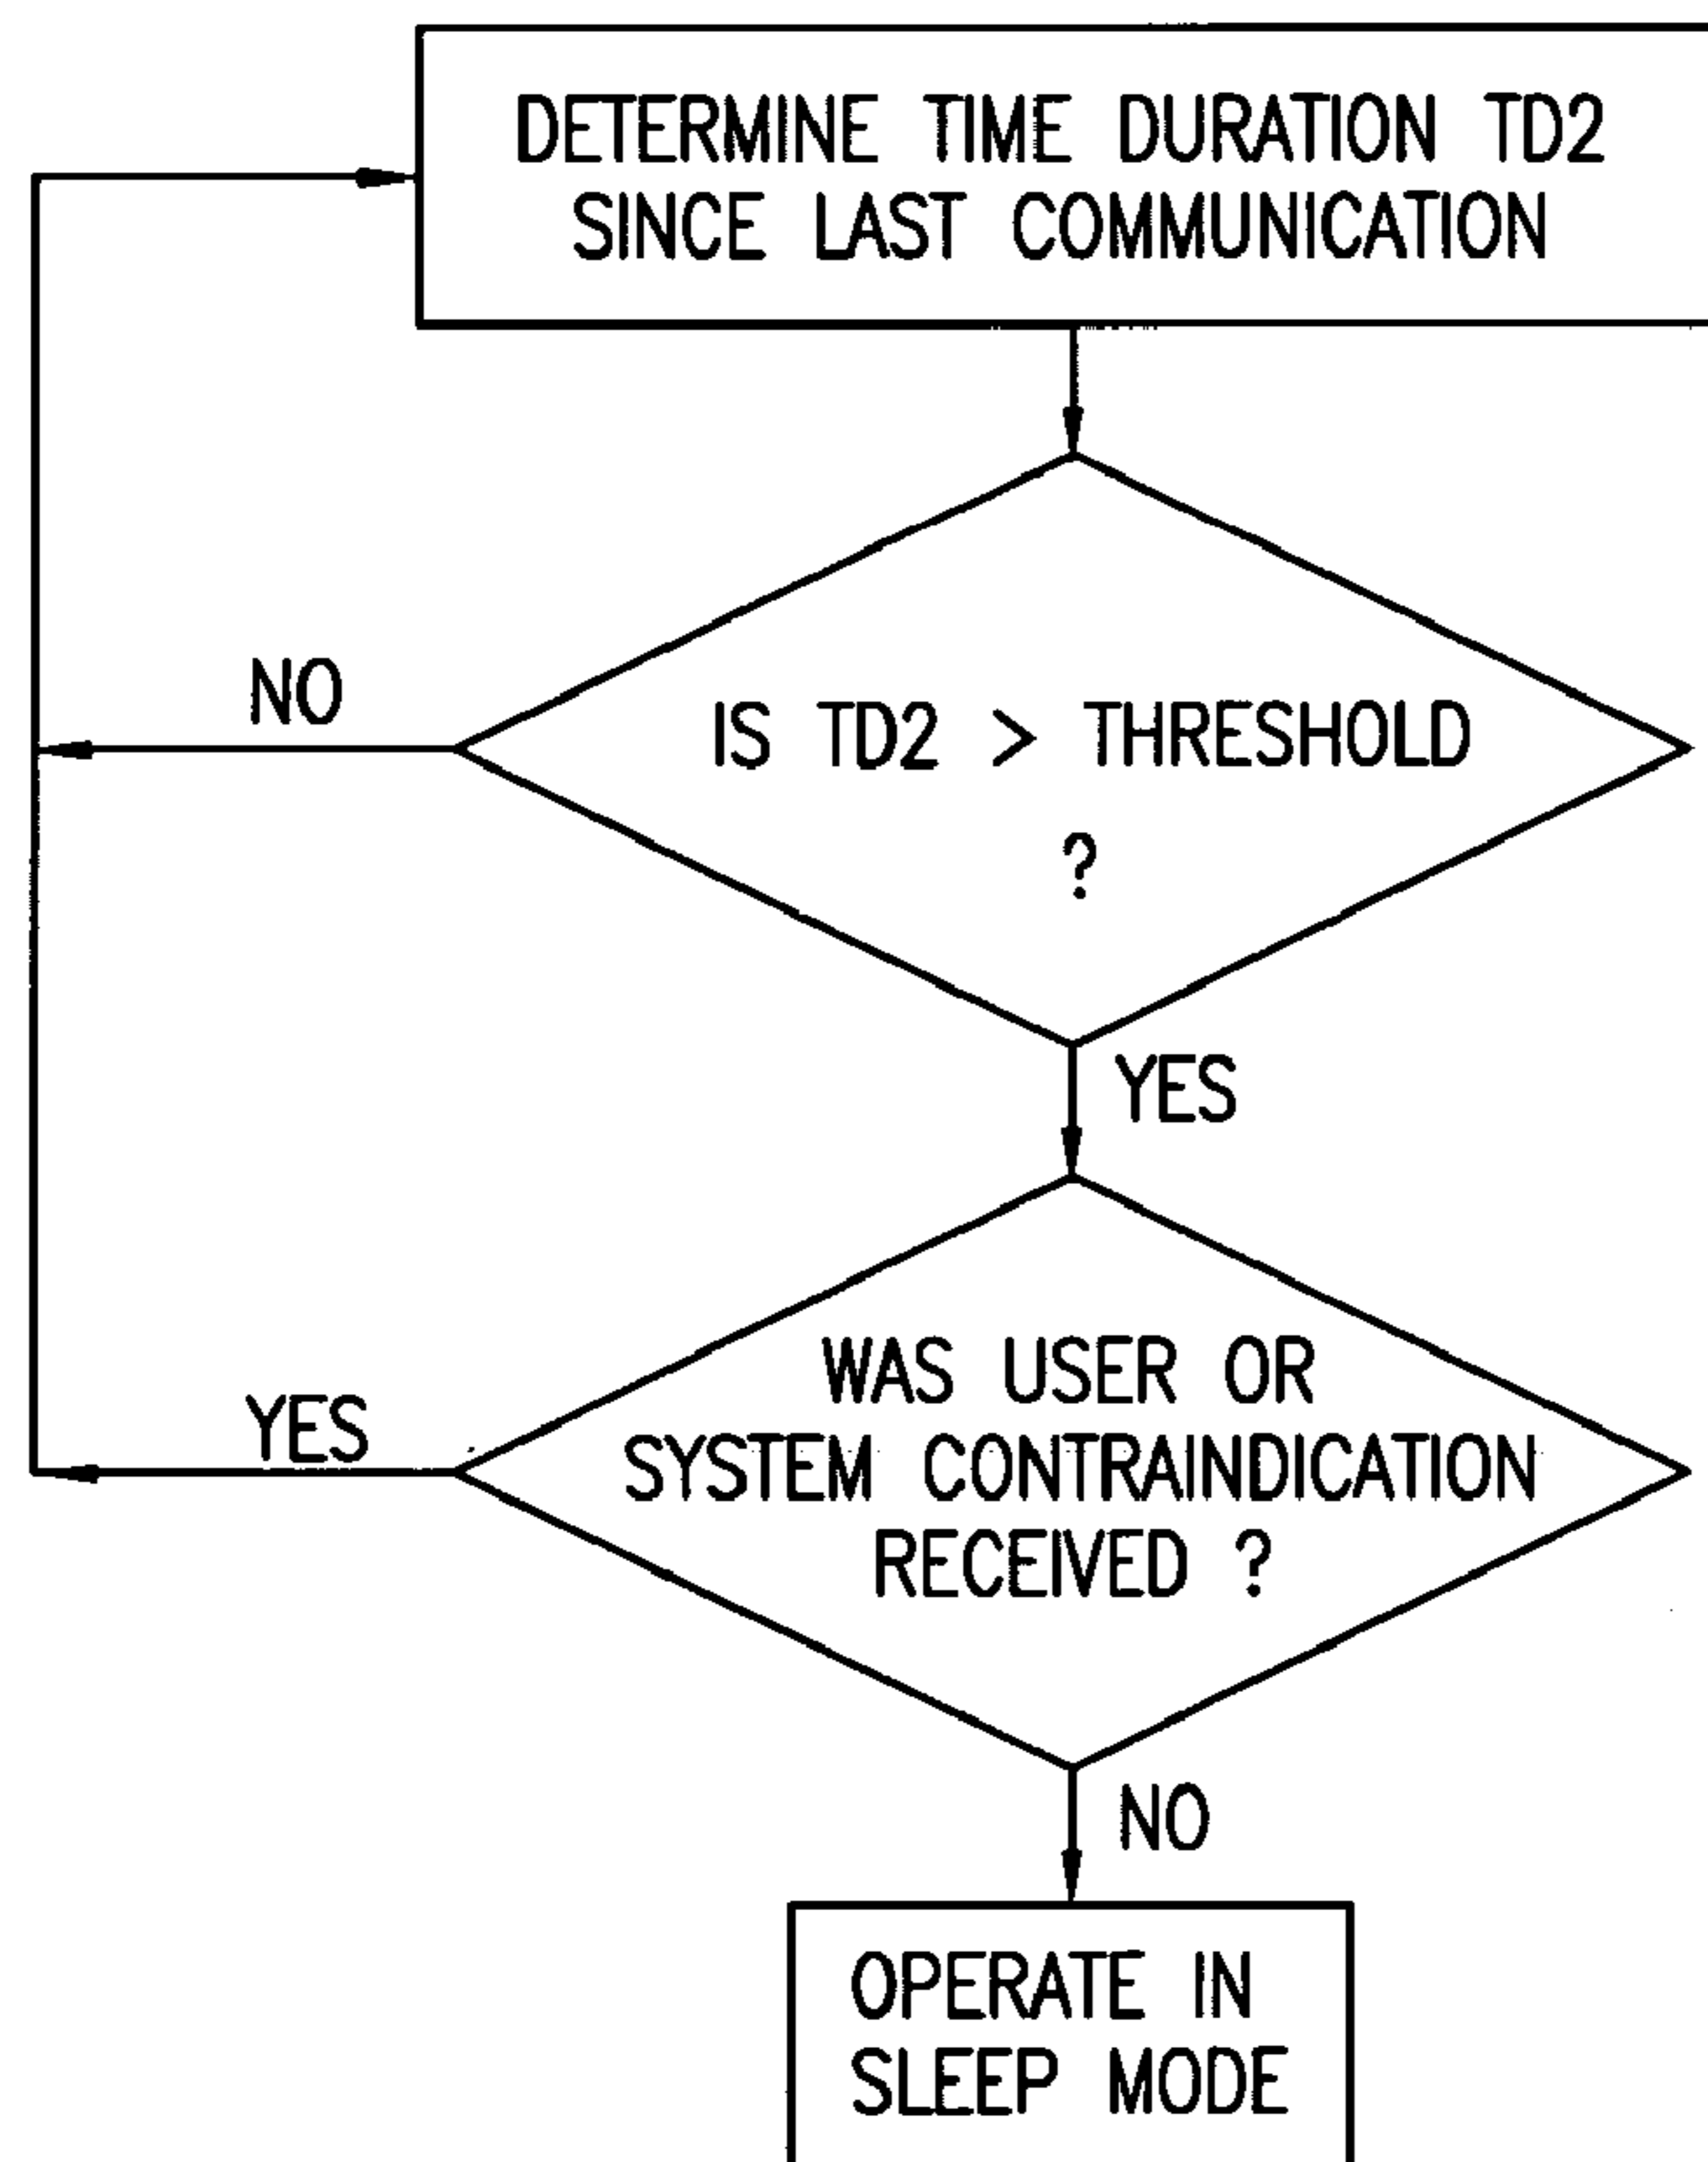 DETERMINE TIME DURATION TD2
SINCE LAST COMMUNICATION
NO
IS TD2 > THRESHOLD
?
YES
WAS USER OR
SYSTEM CONTRAINDICATION
RECEIVED ?
YES
NO
OPERATE IN
SLEEP MODE